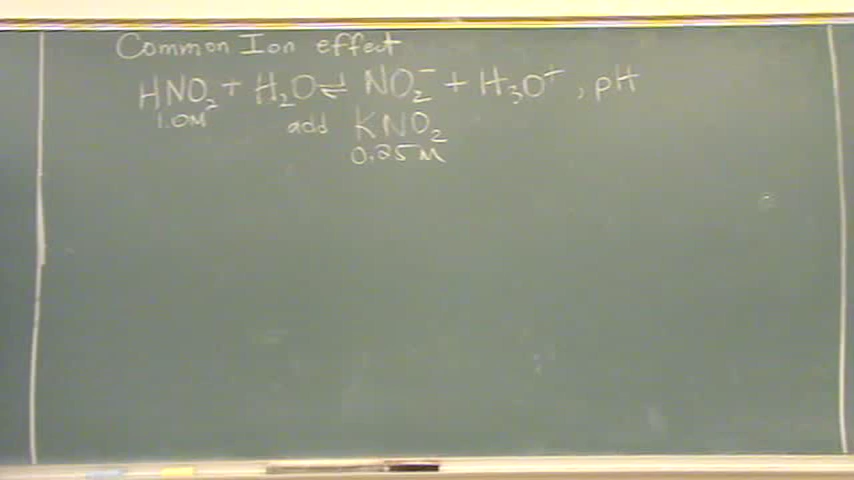 Common Ion effect
HNO₂ + H₂O ⇌ NO₂⁻ + H₃O⁺, pH
1.0M add KNO₂
0.25 M